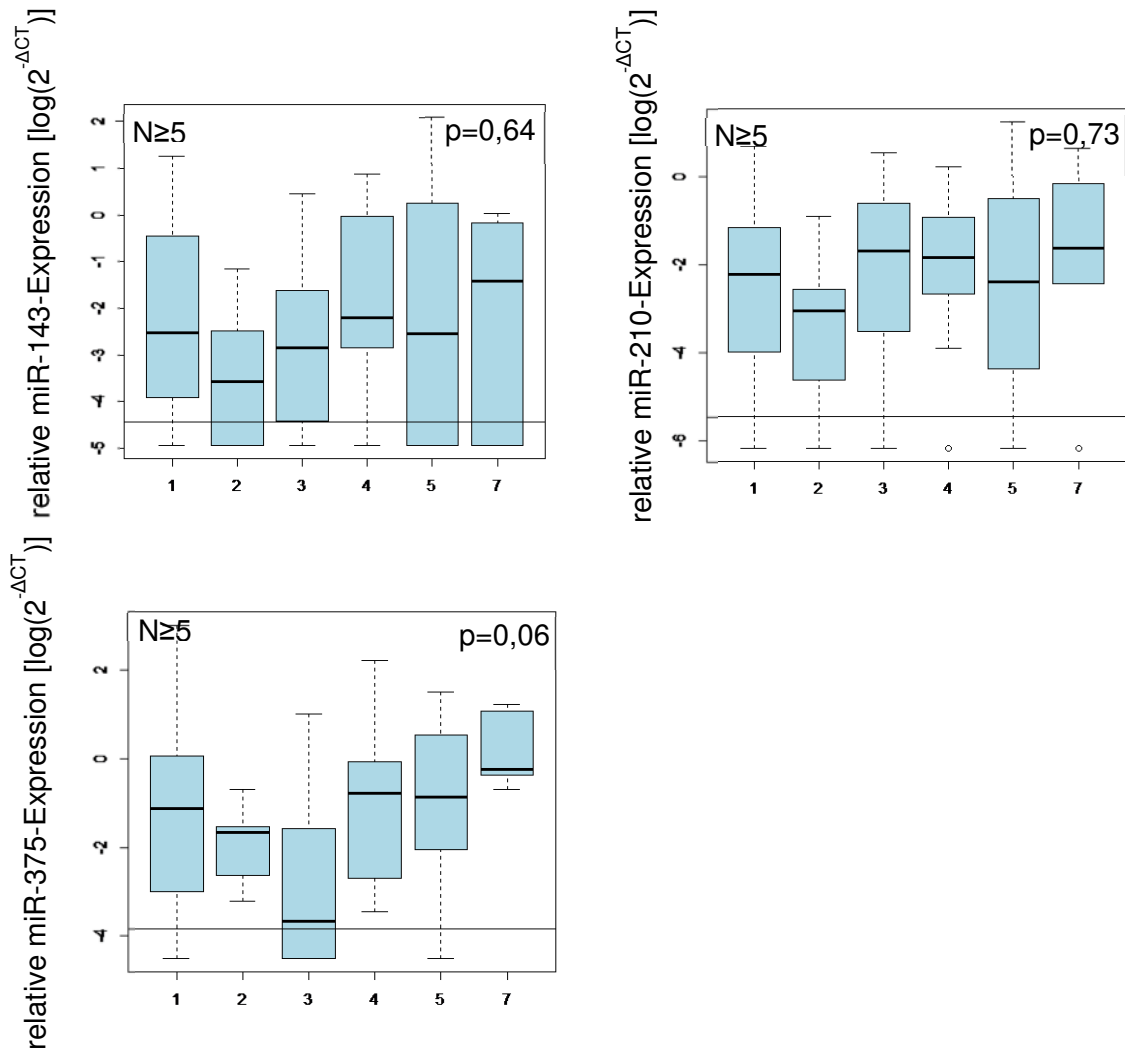 relative miR-143-Expression [log(2^-ΔCT)]
N≥5
p=0,64
2
1
0
-1
-2
-3
-4
-5
1 2 3 4 5 7
relative miR-210-Expression [log(2^-ΔCT)]
N≥5
p=0,73
0
-2
-4
-6
1 2 3 4 5 7
relative miR-375-Expression [log(2^-ΔCT)]
N≥5
p=0,06
2
0
-2
-4
1 2 3 4 5 7